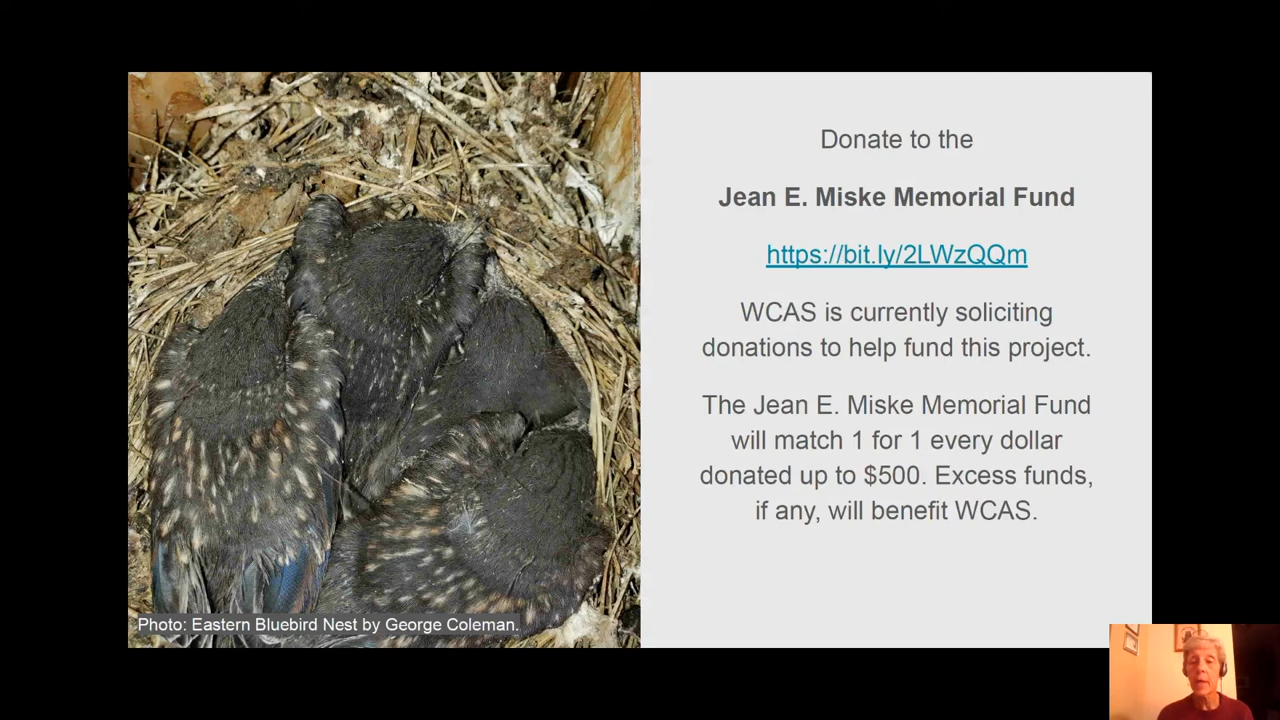 Donate to the
Jean E. Miske Memorial Fund
https://bit.ly/2LWzQQm
WCAS is currently soliciting
donations to help fund this project.
The Jean E. Miske Memorial Fund
will match 1 for 1 every dollar
donated up to $500. Excess funds,
if any, will benefit WCAS.
Photo: Eastern Bluebird Nest by George Coleman.